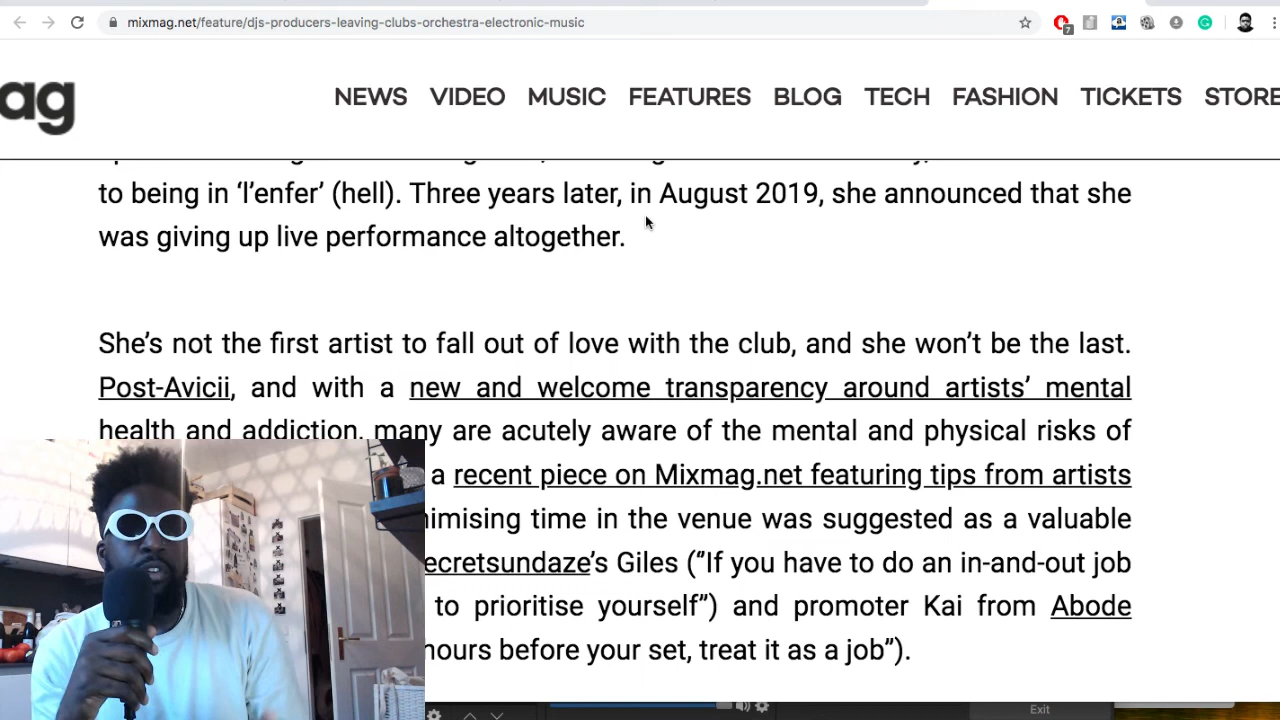 mixmag.net/feature/djs-producers-leaving-clubs-orchestra-electronic-music
7
ag
NEWS VIDEO MUSIC FEATURES BLOG TECH FASHION TICKETS STORE
to being in ‘l’enfer’ (hell). Three years later, in August 2019, she announced that she
was giving up live performance altogether.
She’s not the first artist to fall out of love with the club, and she won’t be the last.
Post-Avicii, and with a new and welcome transparency around artists’ mental
health and addiction, many are acutely aware of the mental and physical risks of
a recent piece on Mixmag.net featuring tips from artists
nimising time in the venue was suggested as a valuable
ecretsundaze’s Giles (“If you have to do an in-and-out job
to prioritise yourself”) and promoter Kai from Abode
hours before your set, treat it as a job”).
Exit